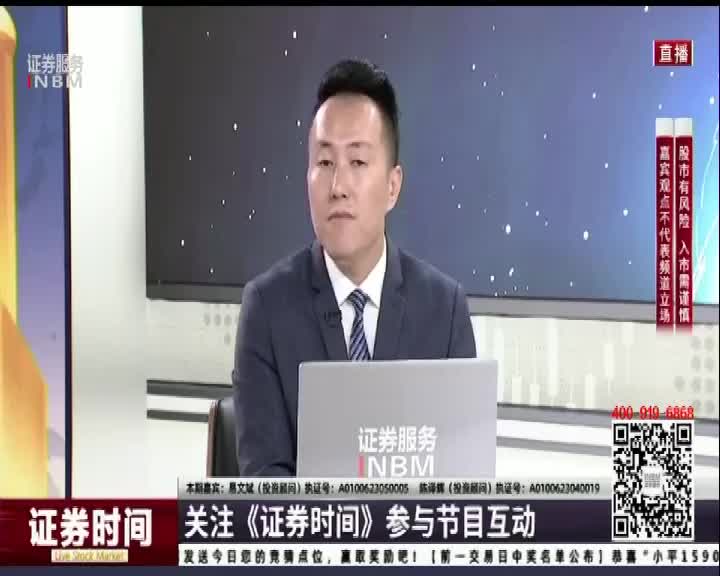 证券服务
NBM
直播
股市有风险 入市需谨慎
嘉宾观点不代表频道立场
400-919-6868
证券服务
NBM
本期嘉宾：易文斌（投资顾问）执证号：A0100623050005 陈泽辉（投资顾问）执证号：A0100623040019
证券时间
Live Stock Market
关注《证券时间》参与节目互动
发送今日您的竞猜点位，赢取奖励吧！【前一交易日中奖名单公布】恭喜“小平1590